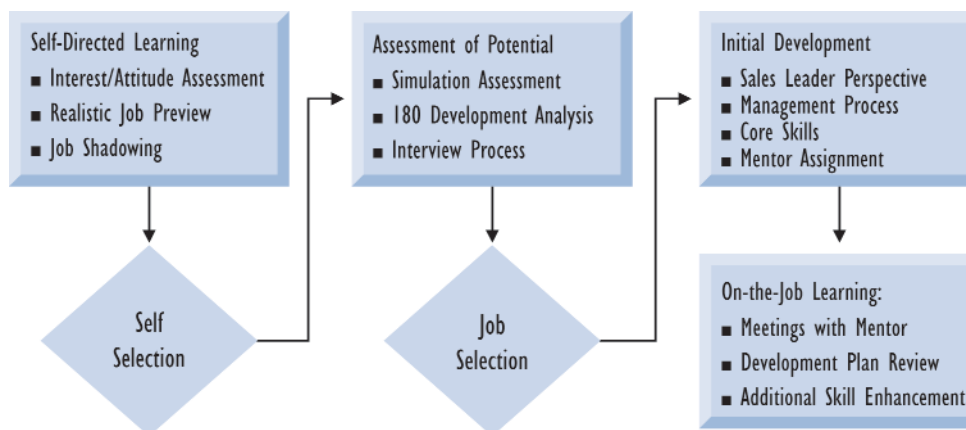 Self-Directed Learning
■ Interest/Attitude Assessment
■ Realistic Job Preview
■ Job Shadowing
Self
Selection
Assessment of Potential
■ Simulation Assessment
■ 180 Development Analysis
■ Interview Process
Job
Selection
Initial Development
■ Sales Leader Perspective
■ Management Process
■ Core Skills
■ Mentor Assignment
On-the-Job Learning:
■ Meetings with Mentor
■ Development Plan Review
■ Additional Skill Enhancement